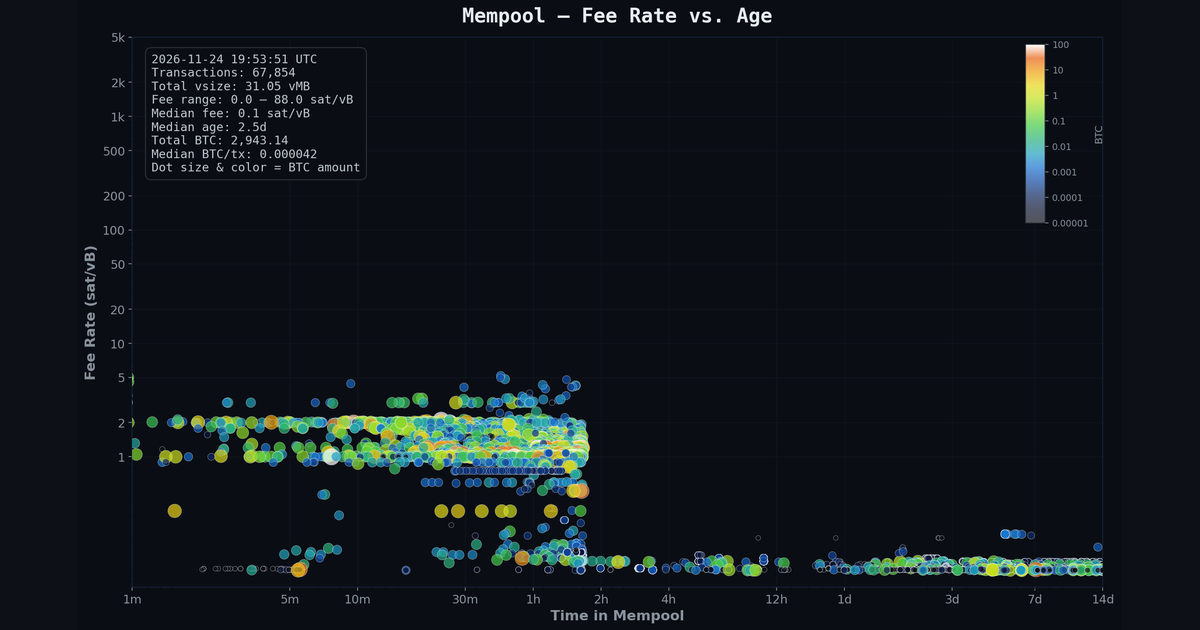 Mempool — Fee Rate vs. Age
2026-11-24 19:53:51 UTC
Transactions: 67,854
Total vsize: 31.05 vMB
Fee range: 0.0 — 88.0 sat/vB
Median fee: 0.1 sat/vB
Median age: 2.5d
Total BTC: 2,943.14
Median BTC/tx: 0.000042
Dot size & color = BTC amount
100
10
1
0.1
0.01
0.001
0.0001
0.00001
BTC
Fee Rate (sat/vB)
5k
2k
1k
500
200
100
50
20
10
5
2
1
1m 5m 10m 30m 1h 2h 4h 12h 1d 3d 7d 14d
Time in Mempool